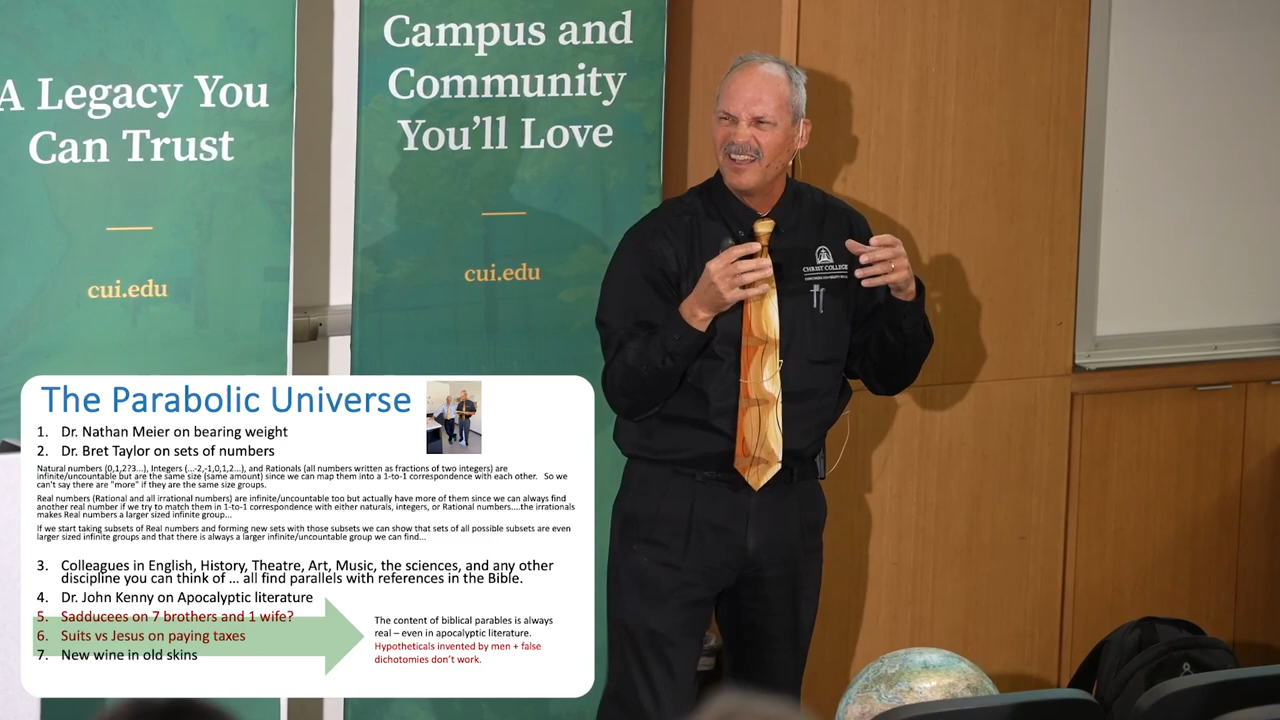 A Legacy You
Can Trust
cui.edu
Campus and
Community
You'll Love
cui.edu
CHRIST COLLEGE
The Parabolic Universe
1. Dr. Nathan Meier on bearing weight
2. Dr. Bret Taylor on sets of numbers
Natural numbers (0,1,2?3...), Integers (...-2,-1,0,1,2...), and Rationals (all numbers written as fractions of two integers) are
infinite/uncountable but are the same size (same amount) since we can map them into a 1-to-1 correspondence with each other. So we
can't say there are "more" if they are the same size groups.
Real numbers (Rational and all irrational numbers) are infinite/uncountable too but actually have more of them since we can always find
another real number if we try to match them in 1-to-1 correspondence with either naturals, integers, or Rational numbers....the irrationals
makes Real numbers a larger sized infinite group...
If we start taking subsets of Real numbers and forming new sets with those subsets we can show that sets of all possible subsets are even
larger sized infinite groups and that there is always a larger infinite/uncountable group we can find...
3. Colleagues in English, History, Theatre, Art, Music, the sciences, and any other
discipline you can think of ... all find parallels with references in the Bible.
4. Dr. John Kenny on Apocalyptic literature
5. Sadducees on 7 brothers and 1 wife?
6. Suits vs Jesus on paying taxes
7. New wine in old skins
The content of biblical parables is always
real – even in apocalyptic literature.
Hypotheticals invented by men + false
dichotomies don't work.